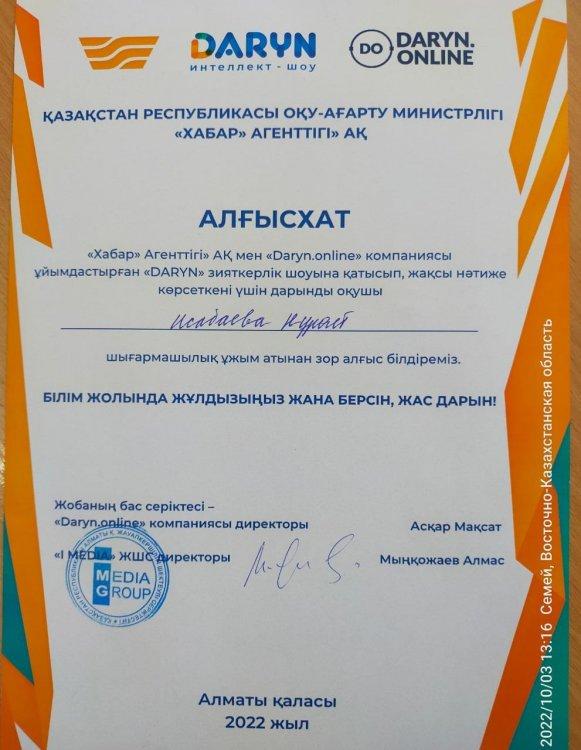 DARYN
ИНТЕЛЛЕКТ - ШОУ
DO
DARYN.
ONLINE
ҚАЗАҚСТАН РЕСПУБЛИКАСЫ ОҚУ-АҒАРТУ МИНИСТРЛІГІ
«ХАБАР» АГЕНТТІГІ» АҚ
АЛҒЫСХАТ
«Хабар» Агенттігі» АҚ мен «Daryn.online» компаниясы
ұйымдастырған «DARYN» зияткерлік шоуына қатысып, жақсы нәтиже
көрсеткені үшін дарынды оқушы
Исабаева
шығармашылық ұжым атынан зор алғыс білдіреміз.
БІЛІМ ЖОЛЫНДА ЖҰЛДЫЗЫҢЫЗ ЖАНА БЕРСІН, ЖАС ДАРЫН!
Жобаның бас серіктесі –
«Daryn.online» компаниясы директоры
Асқар Мақсат
«I MEDIA» ЖШС директоры
Мыңқожаев Алмас
MEDIA
GROUP
Алматы қаласы
2022 жыл
2022/10/03 13:16 Семей, Восточно-Казахстанская область